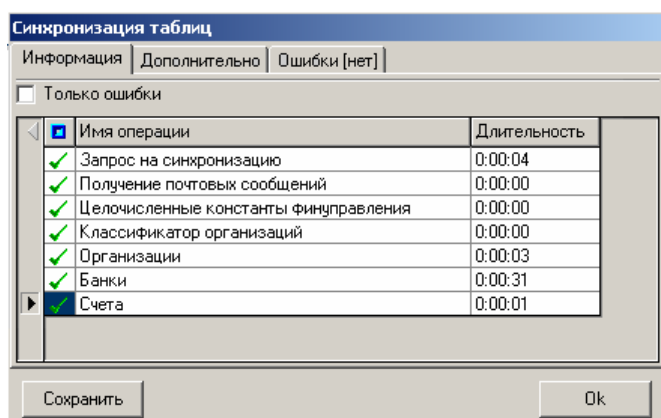 Синхронизация таблиц
Информация Дополнительно Ошибки [нет]
Только ошибки
Имя операции Длительность
Запрос на синхронизацию 0:00:04
Получение почтовых сообщений 0:00:00
Целочисленные константы финуправления 0:00:00
Классификатор организаций 0:00:00
Организации 0:00:03
Банки 0:00:31
Счета 0:00:01
Сохранить Ok